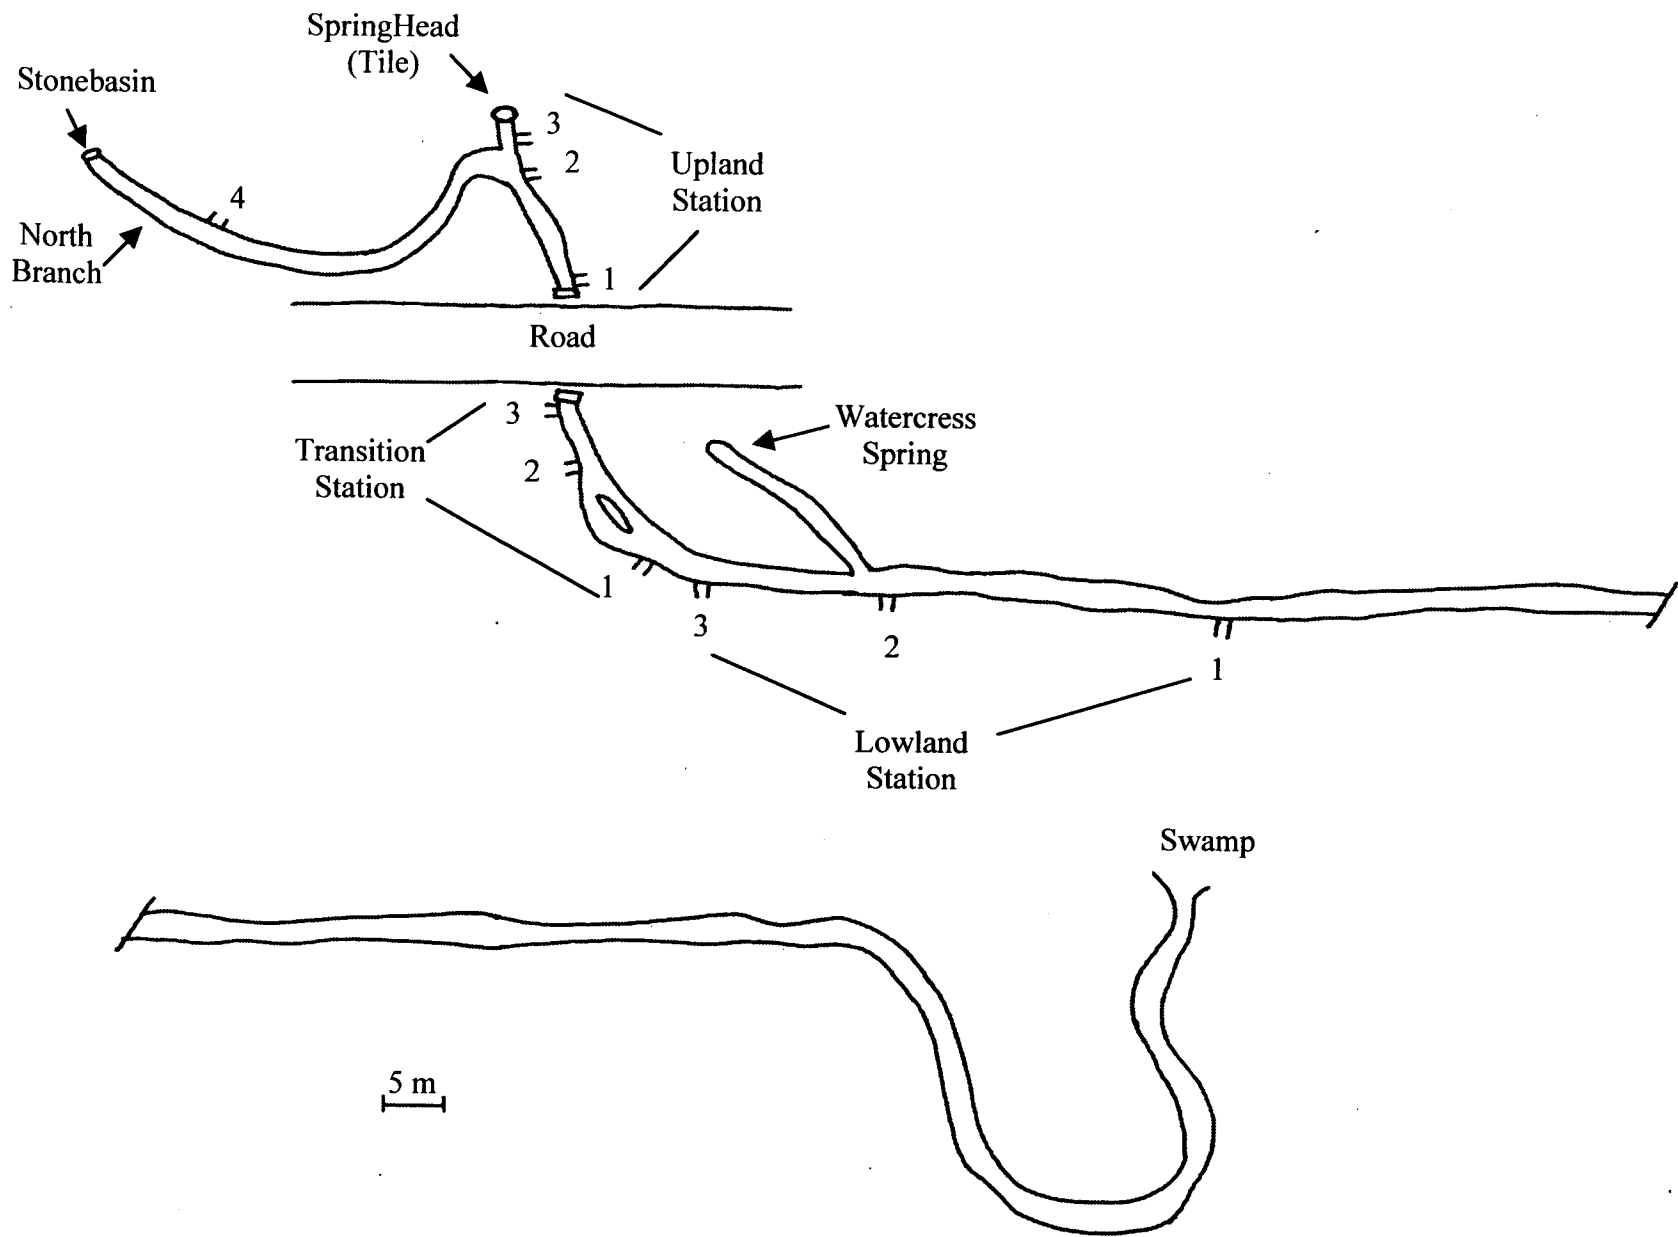 SpringHead
(Tile)
Stonebasin
3
2
Upland
Station
4
North
Branch
1
Road
3
Transition
Station
2
Watercress
Spring
1
3
2
1
Lowland
Station
Swamp
5 m